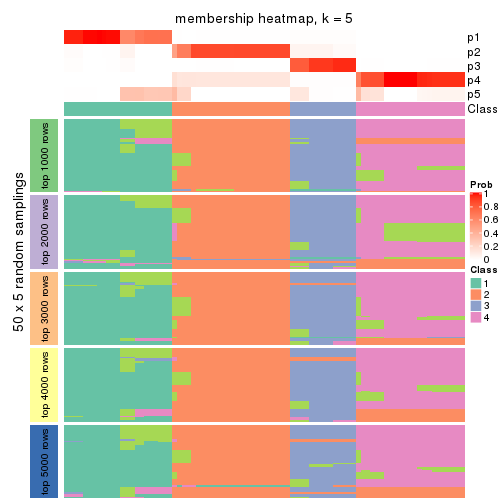 membership heatmap, k = 5
p1
p2
p3
p4
p5
Class
50 x 5 random samplings
top 1000 rows
top 2000 rows
top 3000 rows
top 4000 rows
top 5000 rows
Prob
1
0.8
0.6
0.4
0.2
0
Class
1
2
3
4